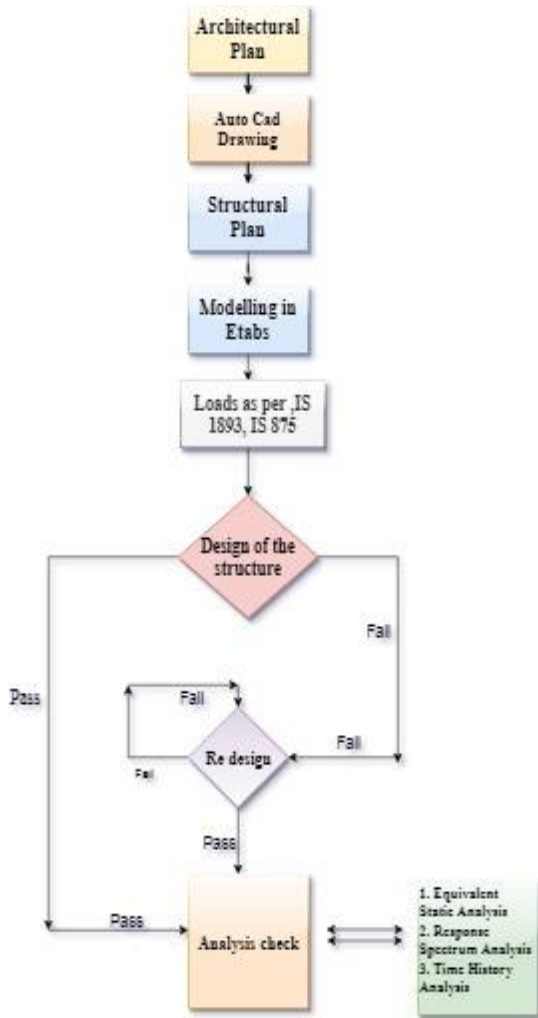 Architectural
Plan
Auto Cad
Drawing
Structural
Plan
Modelling in
Etabs
Loads as per ,IS
1893, IS 875
Design of the
structure
Fail
Pass
Fail
Re design
Fail
Fail
Pass
Pass
Analysis check
1. Equivalent
Static Analysis
2. Response
Spectrum Analysis
3. Time History
Analysis